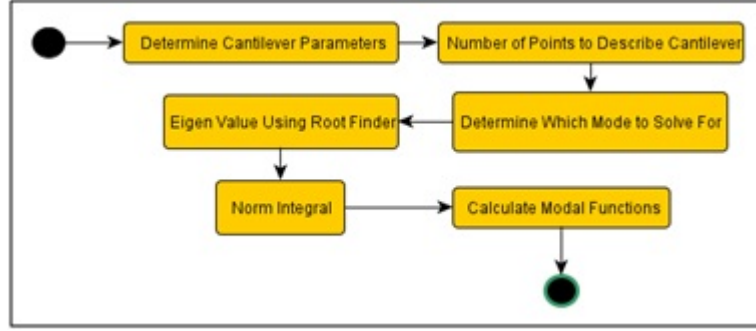 Determine Cantilever Parameters
Number of Points to Describe Cantilever
Determine Which Mode to Solve For
Eigen Value Using Root Finder
Norm Integral
Calculate Modal Functions